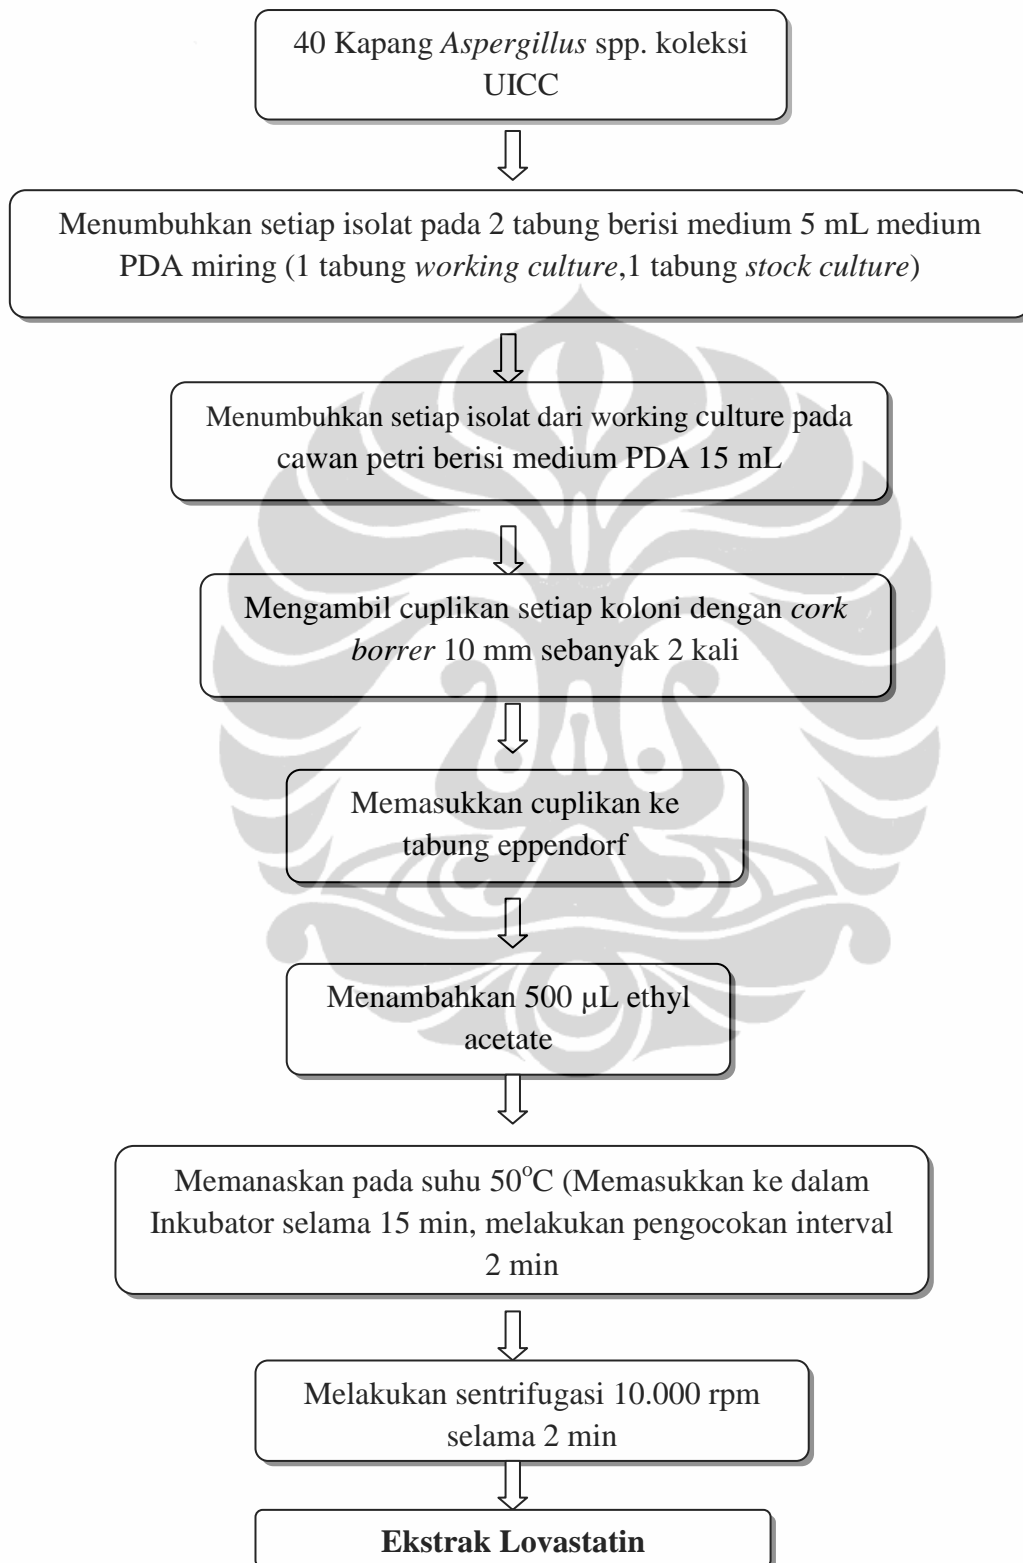 40 Kapang Aspergillus spp. koleksi
UICC
Menumbuhkan setiap isolat pada 2 tabung berisi medium 5 mL medium
PDA miring (1 tabung working culture,1 tabung stock culture)
Menumbuhkan setiap isolat dari working culture pada
cawan petri berisi medium PDA 15 mL
Mengambil cuplikan setiap koloni dengan cork
borrer 10 mm sebanyak 2 kali
Memasukkan cuplikan ke
tabung eppendorf
Menambahkan 500 µL ethyl
acetate
Memanaskan pada suhu 50°C (Memasukkan ke dalam
Inkubator selama 15 min, melakukan pengocokan interval
2 min
Melakukan sentrifugasi 10.000 rpm
selama 2 min
Ekstrak Lovastatin